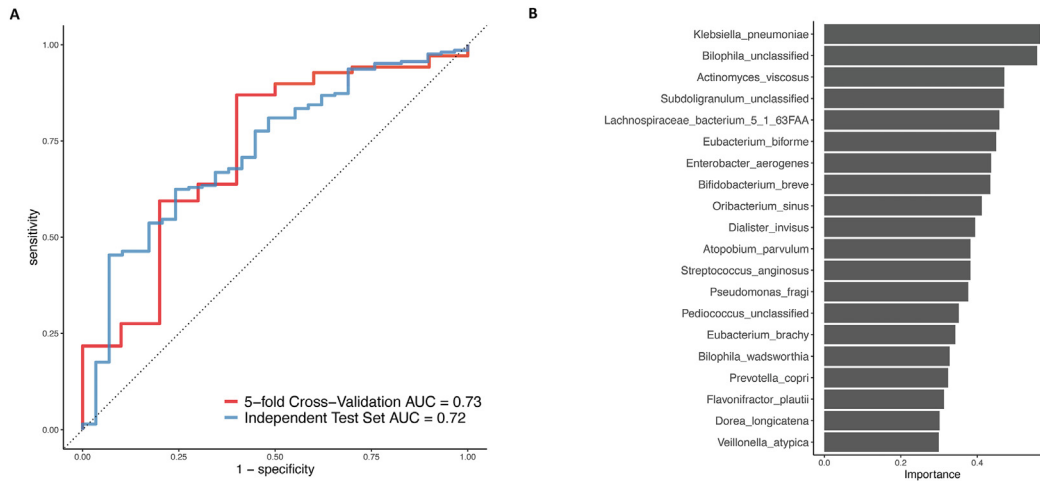 A
1.00
0.75
0.50
0.25
0.00
sensitivity
0.00 0.25 0.50 0.75 1.00
1 − specificity
5−fold Cross−Validation AUC = 0.73
Independent Test Set AUC = 0.72
B
Klebsiella_pneumoniae
Bilophila_unclassified
Actinomyces_viscosus
Subdoligranulum_unclassified
Lachnospiraceae_bacterium_5_1_63FAA
Eubacterium_biforme
Enterobacter_aerogenes
Bifidobacterium_breve
Oribacterium_sinus
Dialister_invisus
Atopobium_parvulum
Streptococcus_anginosus
Pseudomonas_fragi
Pediococcus_unclassified
Eubacterium_brachy
Bilophila_wadsworthia
Prevotella_copri
Flavonifractor_plautii
Dorea_longicatena
Veillonella_atypica
0.0 0.2 0.4
Importance